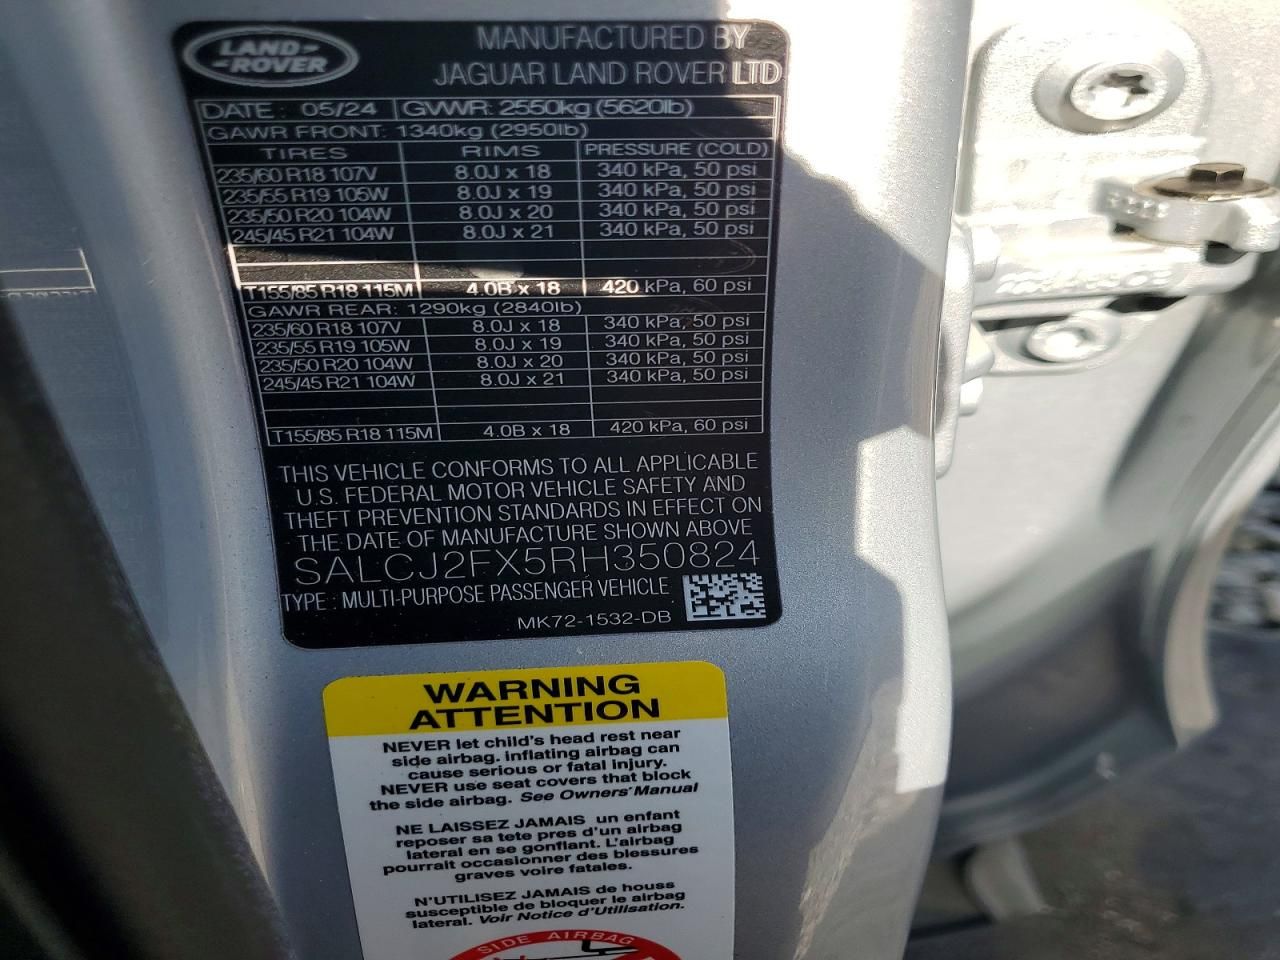 LAND-
-ROVER
MANUFACTURED BY
JAGUAR LAND ROVER LTD
DATE : 05/24 GVWR: 2550kg (5620lb)
GAWR FRONT: 1340kg (2950lb)
TIRES RIMS PRESSURE (COLD)
235/60 R18 107V 8.0J x 18 340 kPa, 50 psi
235/55 R19 105W 8.0J x 19 340 kPa, 50 psi
235/50 R20 104W 8.0J x 20 340 kPa, 50 psi
245/45 R21 104W 8.0J x 21 340 kPa, 50 psi
T155/85 R18 115M 4.0B x 18 420 kPa, 60 psi
GAWR REAR: 1290kg (2840lb)
235/60 R18 107V 8.0J x 18 340 kPa, 50 psi
235/55 R19 105W 8.0J x 19 340 kPa, 50 psi
235/50 R20 104W 8.0J x 20 340 kPa, 50 psi
245/45 R21 104W 8.0J x 21 340 kPa, 50 psi
T155/85 R18 115M 4.0B x 18 420 kPa, 60 psi
THIS VEHICLE CONFORMS TO ALL APPLICABLE
U.S. FEDERAL MOTOR VEHICLE SAFETY AND
THEFT PREVENTION STANDARDS IN EFFECT ON
THE DATE OF MANUFACTURE SHOWN ABOVE
SALCJ2FX5RH350824
TYPE : MULTI-PURPOSE PASSENGER VEHICLE
MK72-1532-DB
WARNING
ATTENTION
NEVER let child's head rest near
side airbag. inflating airbag can
cause serious or fatal injury.
NEVER use seat covers that block
the side airbag. See Owners' Manual
NE LAISSEZ JAMAIS un enfant
reposer sa tete pres d'un airbag
lateral en se gonflant. L'airbag
pourrait occasionner des blessures
graves voire fatales.
N'UTILISEZ JAMAIS de houss
susceptible de bloquer le airbag
lateral. Voir Notice d'Utilisation.
SIDE AIRBAG